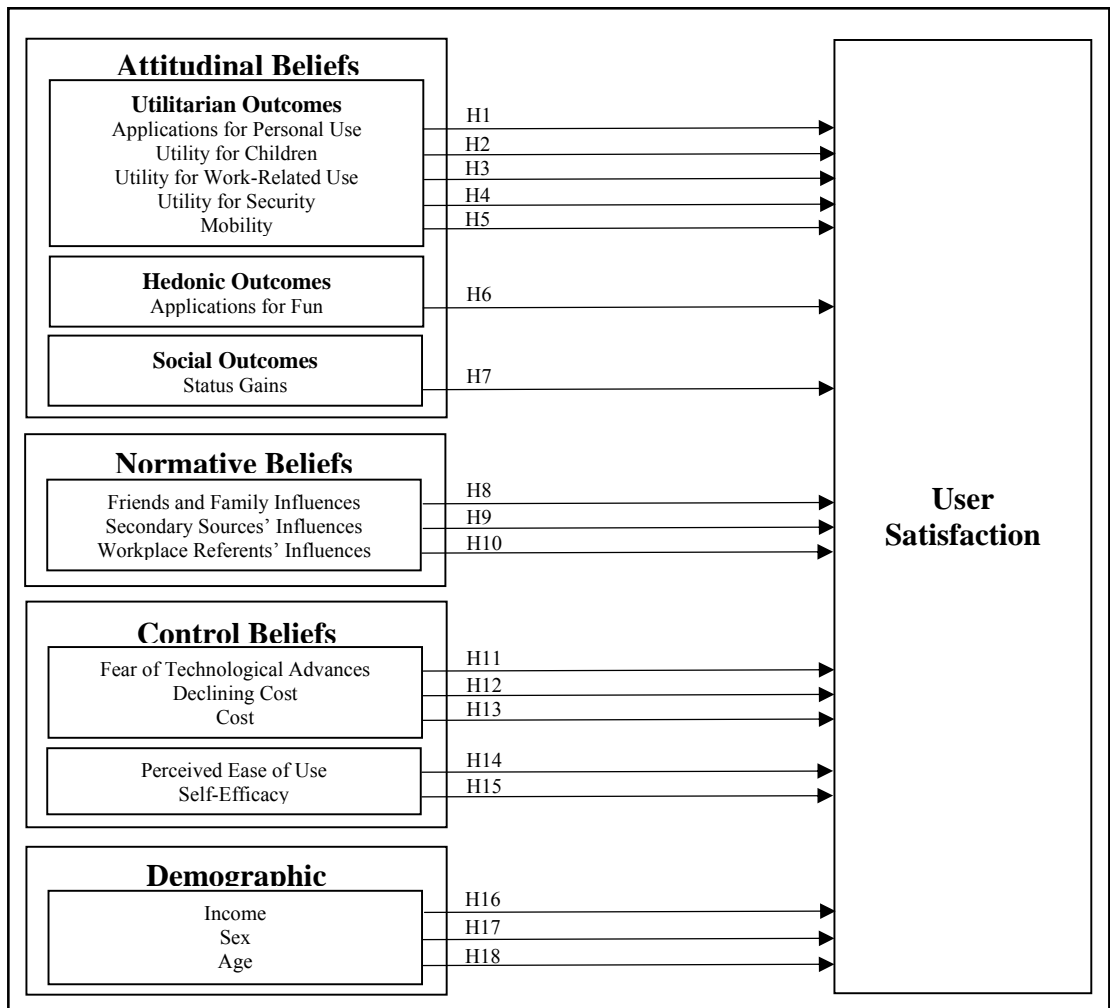 Attitudinal Beliefs
Utilitarian Outcomes
Applications for Personal Use
Utility for Children
Utility for Work-Related Use
Utility for Security
Mobility
H1
H2
H3
H4
H5
Hedonic Outcomes
Applications for Fun
H6
Social Outcomes
Status Gains
H7
Normative Beliefs
Friends and Family Influences
Secondary Sources’ Influences
Workplace Referents’ Influences
H8
H9
H10
Control Beliefs
Fear of Technological Advances
Declining Cost
Cost
H11
H12
H13
Perceived Ease of Use
Self-Efficacy
H14
H15
Demographic
Income
Sex
Age
H16
H17
H18
User
Satisfaction